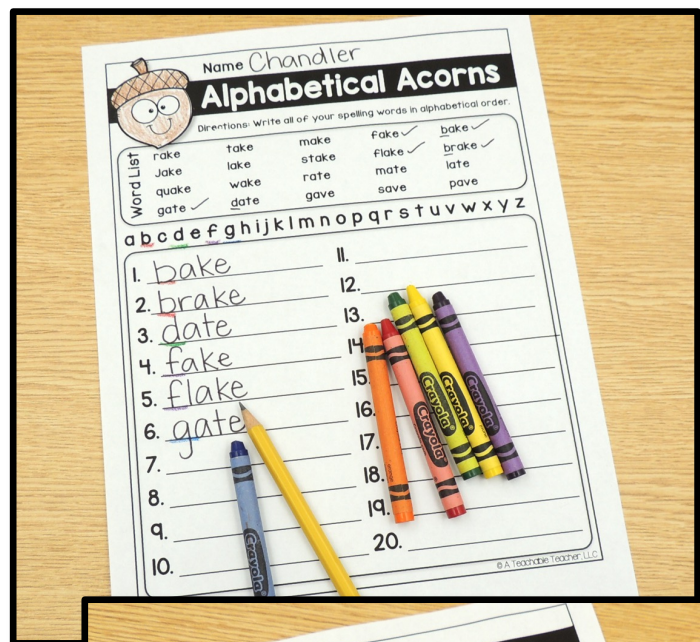 Name Chandler
Alphabetical Acorns
Directions: Write all of your spelling words in alphabetical order.
Word List
rake take make fake bake
Jake lake stake flake brake
quake wake rate mate late
gate date gave save pave
a b c d e f g h i j k l m n o p q r s t u v w x y z
1. bake
2. brake
3. date
4. fake
5. flake
6. gate
7.
8.
9.
10.
11.
12.
13.
14
15
16
17.
18.
19.
20.
Crayola
Crayola
Crayola
Crayola
Crayola
© A Teachable Teacher, LLC